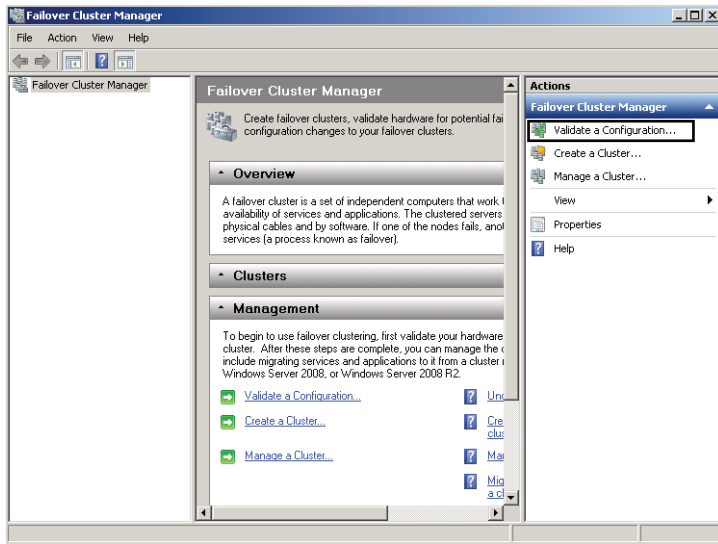 Failover Cluster Manager
File Action View Help
Failover Cluster Manager
Failover Cluster Manager
Create failover clusters, validate hardware for potential fai
configuration changes to your failover clusters.
Overview
A failover cluster is a set of independent computers that work
availability of services and applications. The clustered servers
physical cables and by software. If one of the nodes fails, anot
services (a process known as failover).
Clusters
Management
To begin to use failover clustering, first validate your hardware
cluster. After these steps are complete, you can manage the
include migrating services and applications to it from a cluster
Windows Server 2008, or Windows Server 2008 R2.
Validate a Configuration...
Create a Cluster...
Manage a Cluster...
Cre
clus
Mig
a cl
Actions
Failover Cluster Manager
Validate a Configuration...
Create a Cluster...
Manage a Cluster...
View
Properties
Help